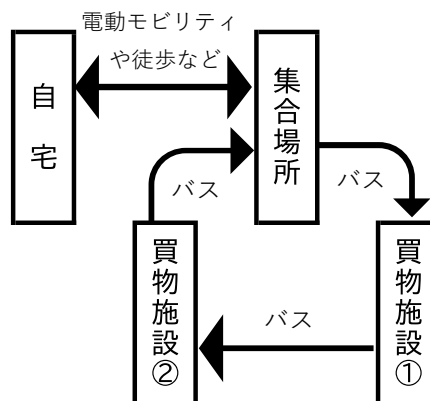 電動モビリティ
や徒歩など
自宅
集合場所
バス
バス
買物施設②
買物施設①
バス